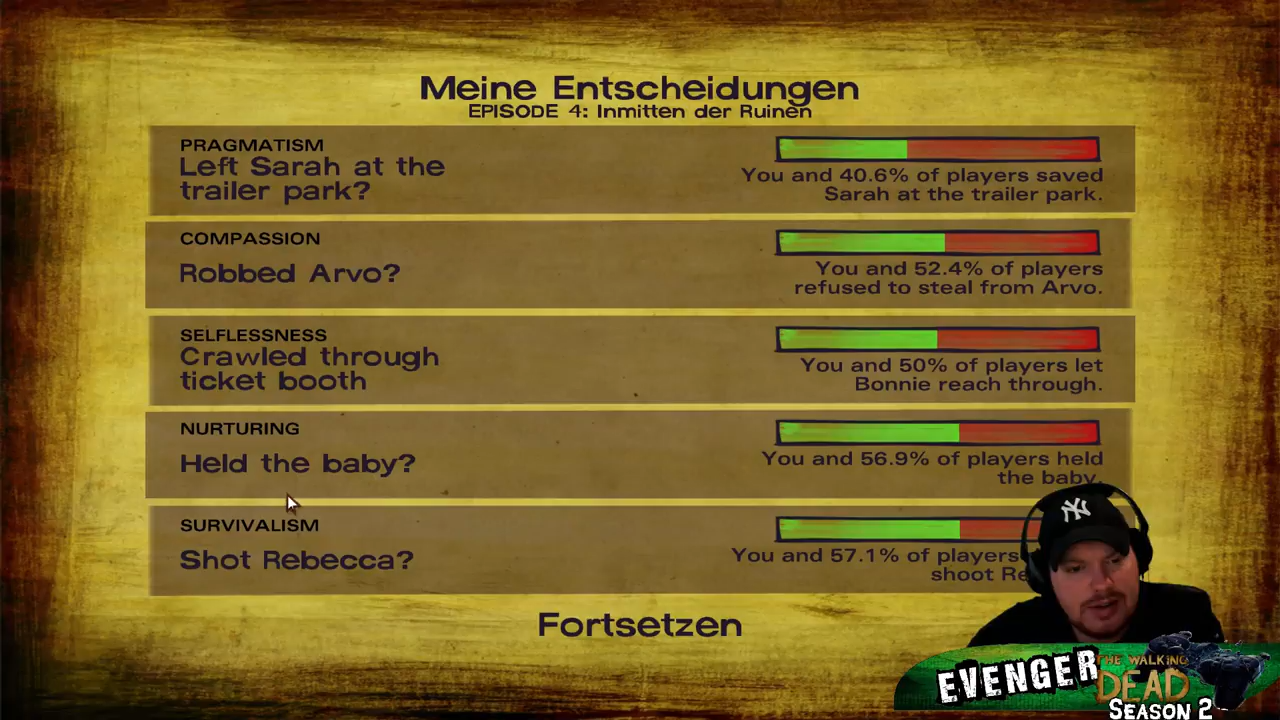 Meine Entscheidungen
EPISODE 4: Inmitten der Ruinen
PRAGMATISM
Left Sarah at the
trailer park?
You and 40.6% of players saved
Sarah at the trailer park.
COMPASSION
Robbed Arvo?
You and 52.4% of players
refused to steal from Arvo.
SELFLESSNESS
Crawled through
ticket booth
You and 50% of players let
Bonnie reach through.
NURTURING
Held the baby?
You and 56.9% of players held
the baby.
SURVIVALISM
Shot Rebecca?
You and 57.1% of players
shoot
Fortsetzen
NY
EVENGER
THE WALKING
DEAD
SEASON 2